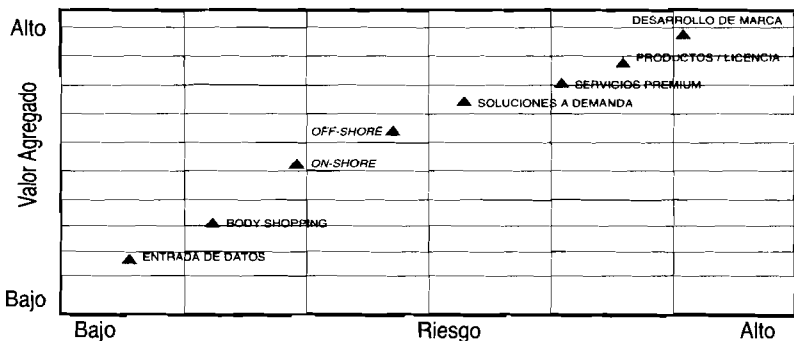 Alto
DESARROLLO DE MARCA
PRODUCTOS / LICENCIA
SERVICIOS PREMIUM
SOLUCIONES A DEMANDA
Valor Agregado
OFF-SHORE
ON-SHORE
BODY SHOPPING
ENTRADA DE DATOS
Bajo
Bajo Riesgo Alto